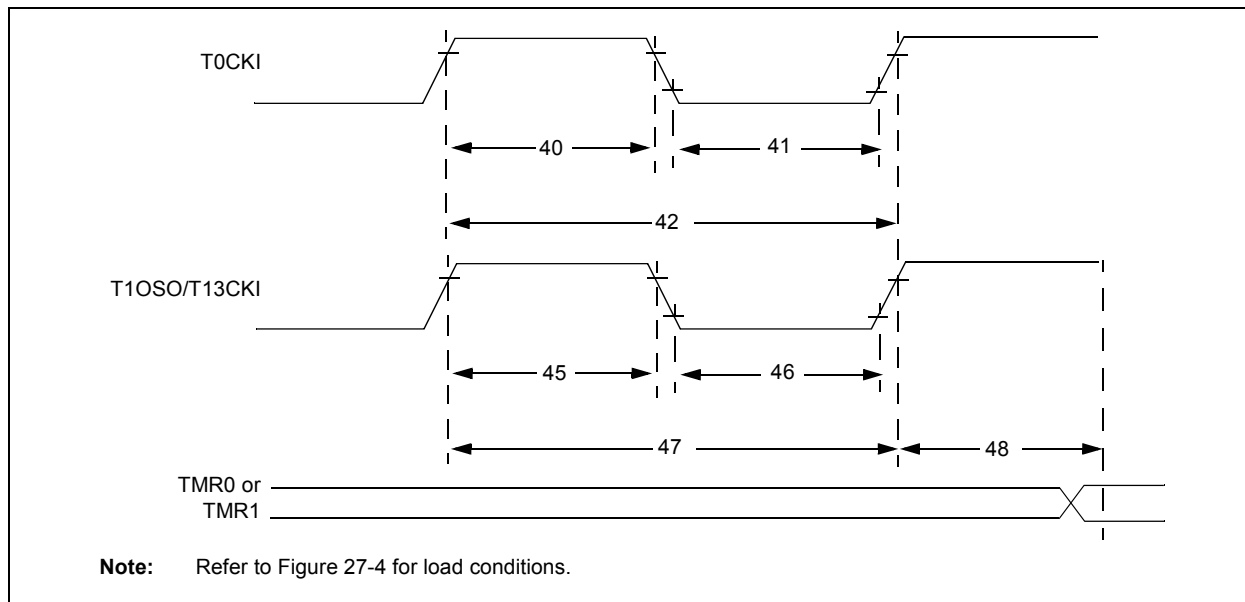 T0CKI
40
41
42
T1OSO/T13CKI
45
46
47
48
TMR0 or
TMR1
Note: Refer to Figure 27-4 for load conditions.